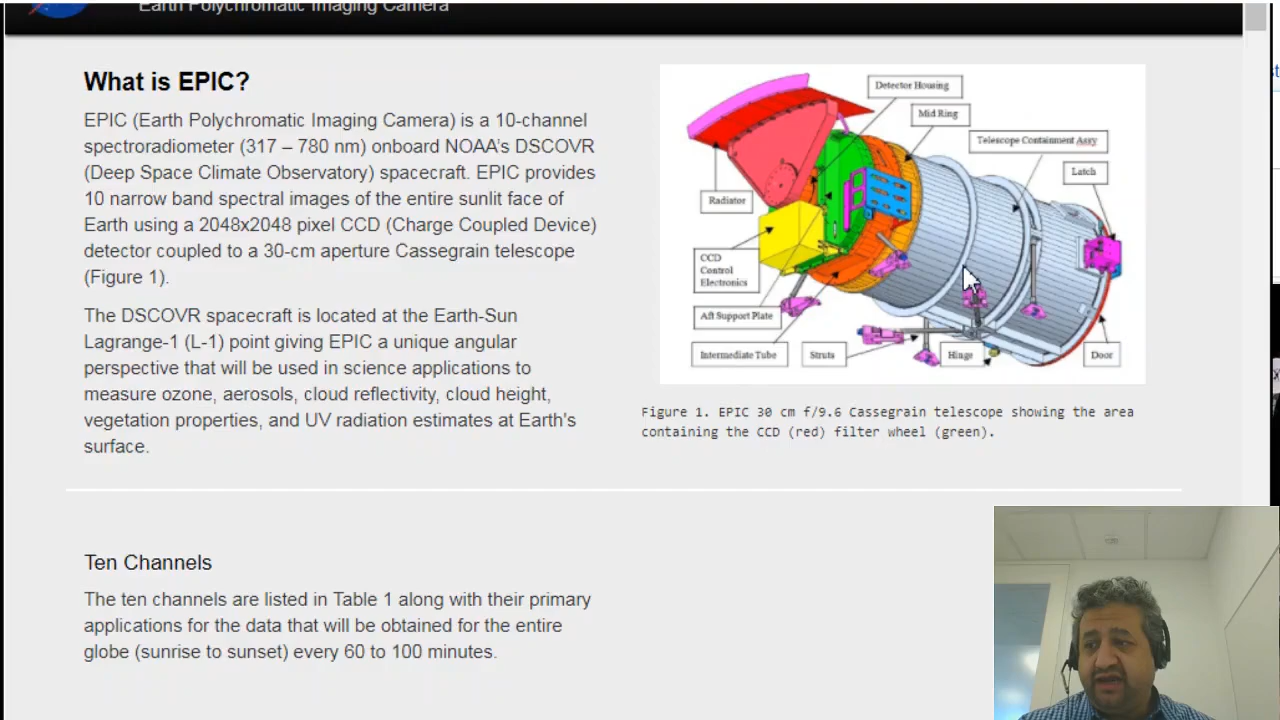 Earth Polychromatic Imaging Camera
What is EPIC?
EPIC (Earth Polychromatic Imaging Camera) is a 10-channel
spectroradiometer (317 – 780 nm) onboard NOAA's DSCOVR
(Deep Space Climate Observatory) spacecraft. EPIC provides
10 narrow band spectral images of the entire sunlit face of
Earth using a 2048x2048 pixel CCD (Charge Coupled Device)
detector coupled to a 30-cm aperture Cassegrain telescope
(Figure 1).
The DSCOVR spacecraft is located at the Earth-Sun
Lagrange-1 (L-1) point giving EPIC a unique angular
perspective that will be used in science applications to
measure ozone, aerosols, cloud reflectivity, cloud height,
vegetation properties, and UV radiation estimates at Earth's
surface.
Detector Housing
Mid Ring
Telescope Containment Assy
Latch
Radiator
CCD
Control
Electronics
Aft Support Plate
Intermediate Tube
Struts
Hinge
Door
Figure 1. EPIC 30 cm f/9.6 Cassegrain telescope showing the area
containing the CCD (red) filter wheel (green).
Ten Channels
The ten channels are listed in Table 1 along with their primary
applications for the data that will be obtained for the entire
globe (sunrise to sunset) every 60 to 100 minutes.